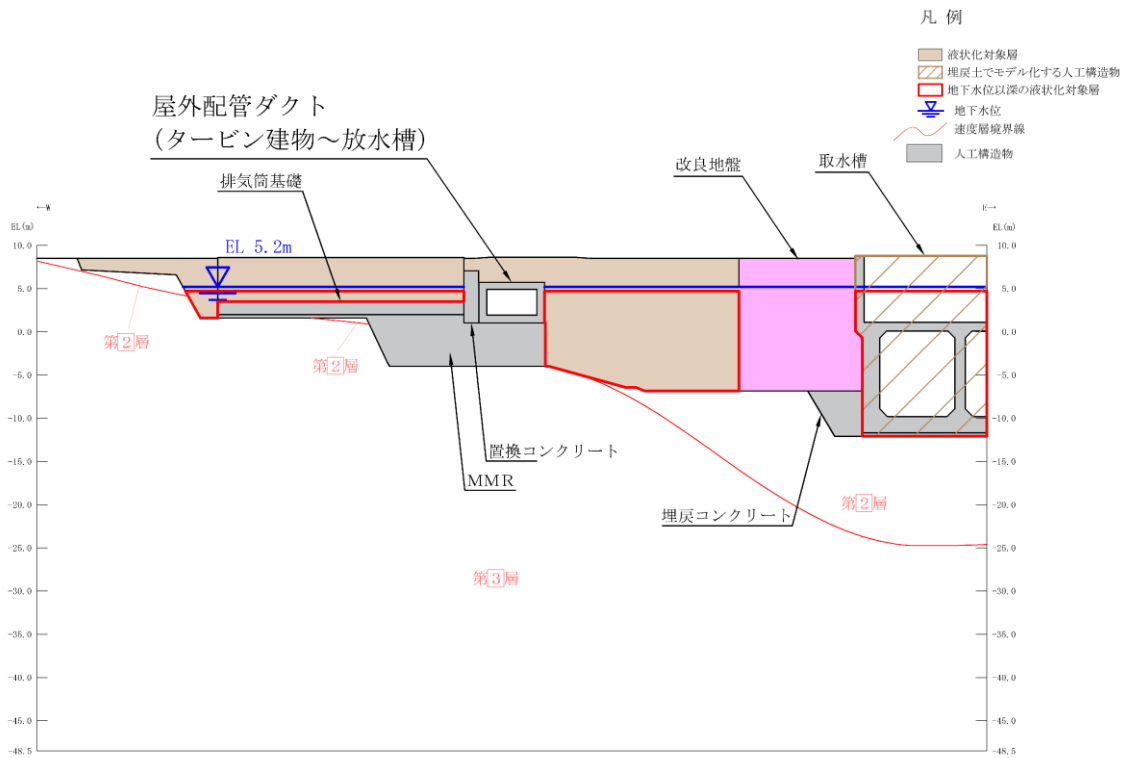 凡 例
液状化対象層
埋戻土でモデル化する人工構造物
地下水位以深の液状化対象層
地下水位
速度層境界線
人工構造物
屋外配管ダクト
(タービン建物～放水槽)
排気筒基礎
改良地盤
取水槽
←W
E→
EL(m)
EL(m)
EL 5.2m
10.0
10.0
5.0
5.0
0.0
0.0
第2層
第2層
-5.0
-5.0
-10.0
-10.0
置換コンクリート
-15.0
-15.0
MMR
第2層
-20.0
-20.0
埋戻コンクリート
-25.0
-25.0
第3層
-30.0
-30.0
-35.0
-35.0
-40.0
-40.0
-45.0
-45.0
-48.5
-48.5